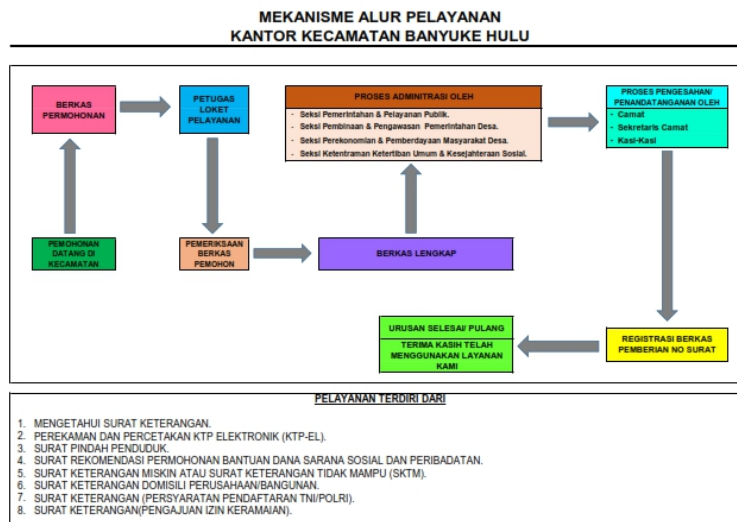 MEKANISME ALUR PELAYANAN
KANTOR KECAMATAN BANYUKE HULU
BERKAS
PERMOHONAN
PETUGAS
LOKET
PELAYANAN
PROSES ADMINITRASI OLEH
- Seksi Pemerintahan & Pelayanan Publik.
- Seksi Pembinaan & Pengawasan Pemerintahan Desa.
- Seksi Perekonomian & Pemberdayaan Masyarakat Desa.
- Seksi Ketentraman Ketertiban Umum & Kesejahteraan Sosial.
PROSES PENGESAHAN/
PENANDATANGANAN OLEH
- Camat
- Sekretaris Camat
- Kasi-Kasi
PEMOHONAN
DATANG DI
KECAMATAN
PEMERIKSAAN
BERKAS
PEMOHON
BERKAS LENGKAP
URUSAN SELESAI/ PULANG
TERIMA KASIH TELAH
MENGGUNAKAN LAYANAN
KAMI
REGISTRASI BERKAS
PEMBERIAN NO SURAT
PELAYANAN TERDIRI DARI
1. MENGETAHUI SURAT KETERANGAN.
2. PEREKAMAN DAN PERCETAKAN KTP ELEKTRONIK (KTP-EL).
3. SURAT PINDAH PENDUDUK.
4. SURAT REKOMENDASI PERMOHONAN BANTUAN DANA SARANA SOSIAL DAN PERIBADATAN.
5. SURAT KETERANGAN MISKIN ATAU SURAT KETERANGAN TIDAK MAMPU (SKTM).
6. SURAT KETERANGAN DOMISILI PERUSAHAAN/BANGUNAN.
7. SURAT KETERANGAN (PERSYARATAN PENDAFTARAN TNI/POLRI).
8. SURAT KETERANGAN(PENGAJUAN IZIN KERAMAIAN).